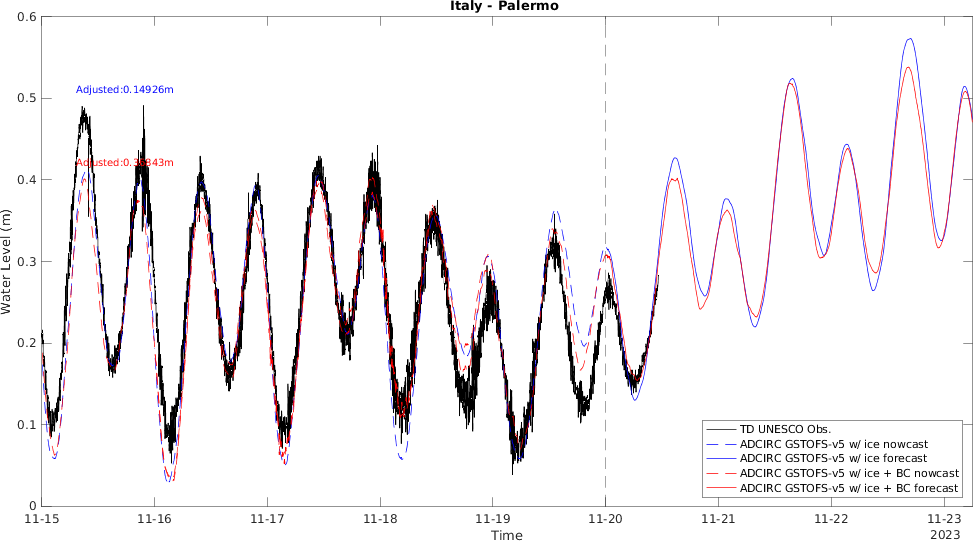 Italy - Palermo
0.6
0.5
0.4
0.3
0.2
0.1
0
Water Level (m)
Adjusted:0.14926m
11-15
11-16
11-17
11-18
11-19
11-20
11-21
11-22
11-23
Time
2023
TD UNESCO Obs.
ADCIRC GSTOFS-v5 w/ ice nowcast
ADCIRC GSTOFS-v5 w/ ice forecast
ADCIRC GSTOFS-v5 w/ ice + BC nowcast
ADCIRC GSTOFS-v5 w/ ice + BC forecast